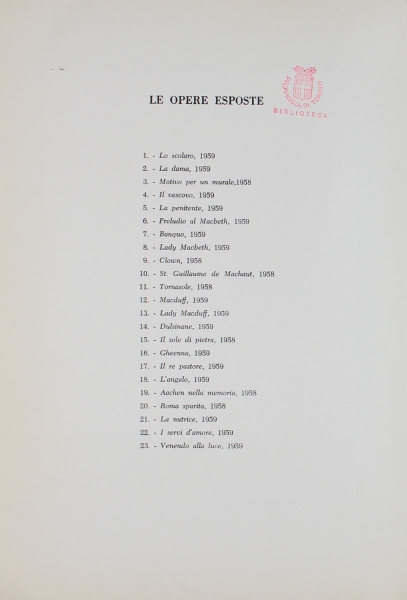 LE OPERE ESPOSTE
PROVINCIA DI TORINO
BIBLIOTECA
1. - Lo scolaro, 1959
2. - La dama, 1959
3. - Motivo per un murale,1958
4. - Il vescovo, 1959
5. - La penitente, 1959
6. - Preludio al Macbeth, 1959
7. - Banquo, 1959
8. - Lady Macbeth, 1959
9. - Clown, 1958
10. - St. Guillaume de Machaut, 1958
11. - Tornasole, 1958
12. - Macduff, 1959
13. - Lady Macduff, 1959
14. - Dulsinane, 1959
15. - Il sole di pietra, 1958
16. - Gheenna, 1959
17. - Il re pastore, 1959
18. - L'angelo, 1959
19. - Aachen nella memoria, 1958
20. - Roma sparita, 1958
21. - La nutrice, 1959
22. - I servi d'amore, 1959
23. - Venendo alla luce, 1959